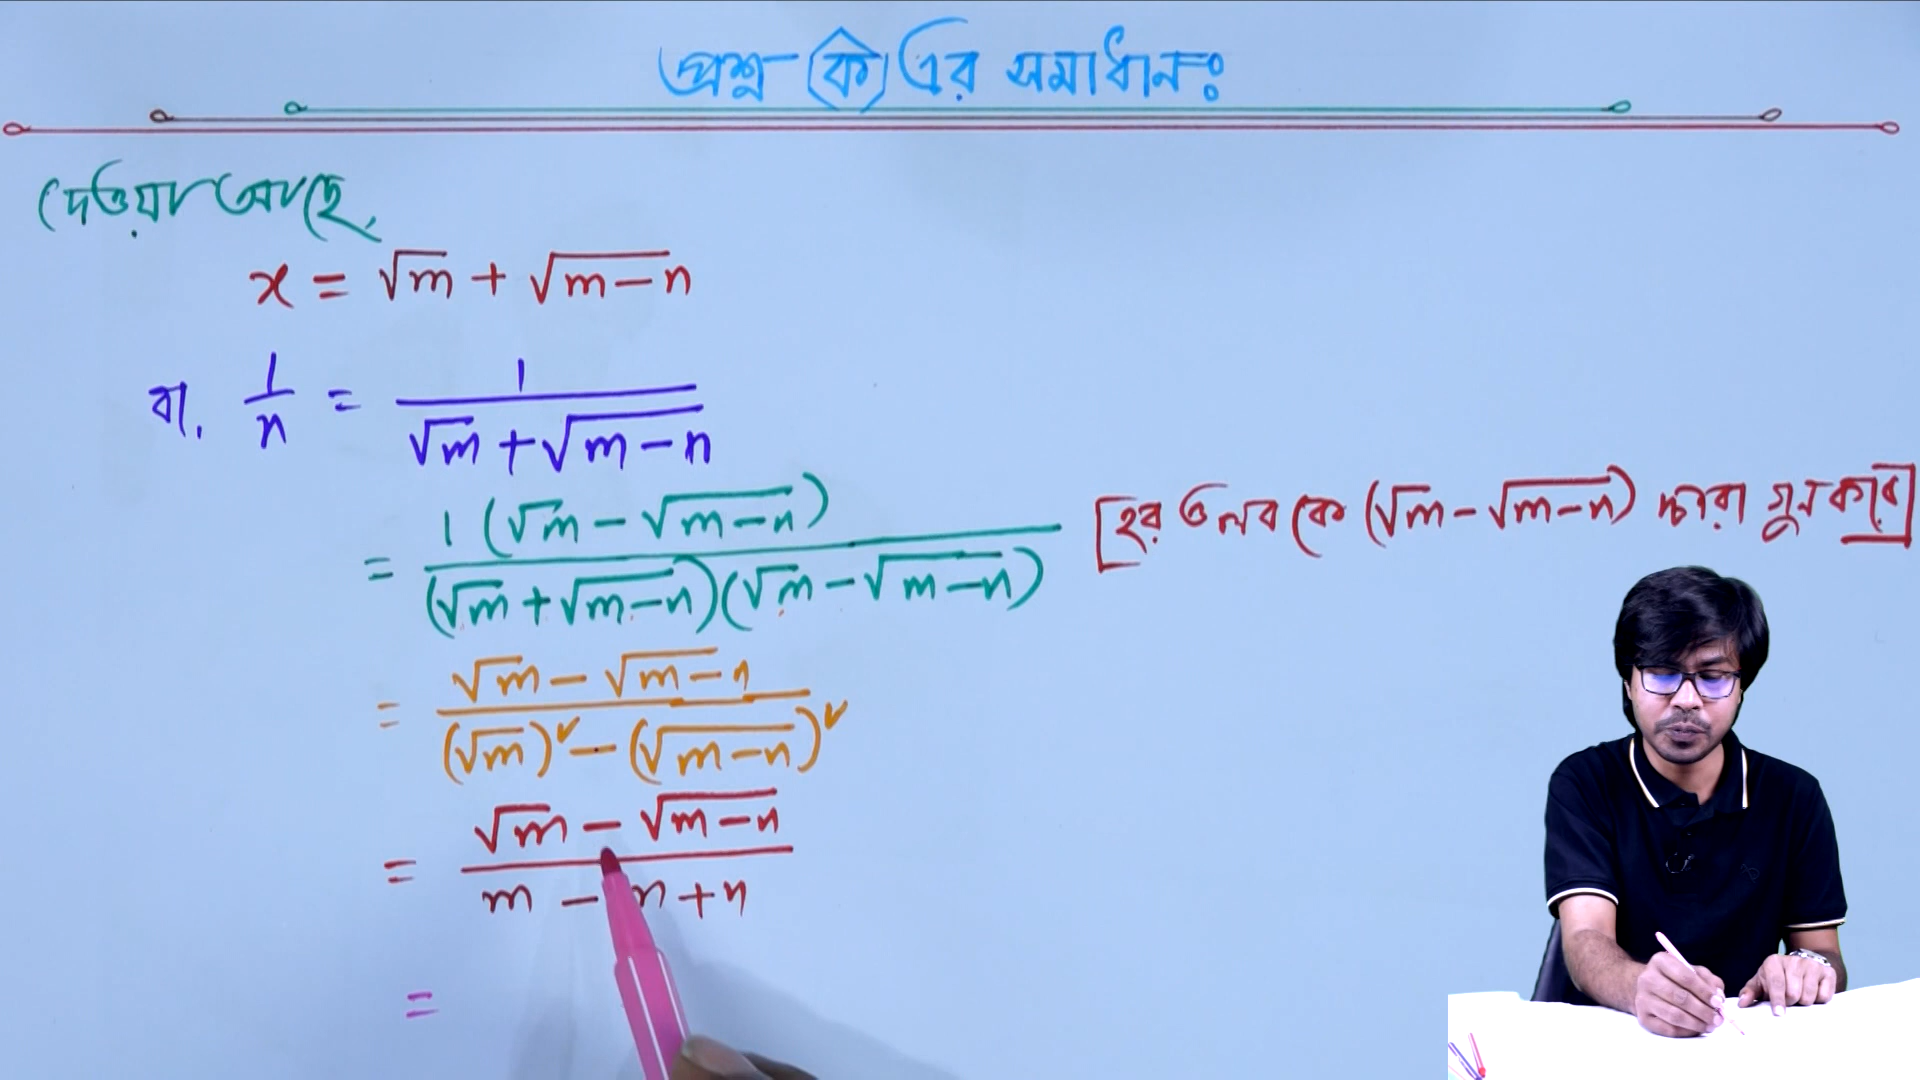 প্রশ্ন (ক) এর সমাধানঃ
দেওয়া আছে,
x = √m + √(m-n)
বা, 1/x = 1/(√m + √(m-n))
= 1(√m - √(m-n))/((√m + √(m-n))(√m - √(m-n))) [হর ও লব কে (√m - √(m-n)) দ্বারা গুন করে]
= (√m - √(m-n))/((√m)² - (√(m-n))²)
= (√m - √(m-n))/(m - m + n)
=